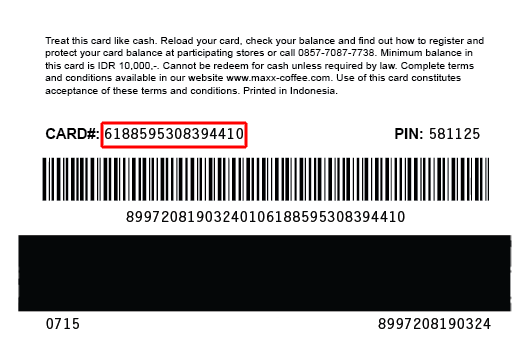 Treat this card like cash. Reload your card, check your balance and find out how to register and
protect your card balance at participating stores or call 0857-7087-7738. Minimum balance in
this card is IDR 10,000,-. Cannot be redeem for cash unless required by law. Complete terms
and conditions available in our website www.maxx-coffee.com. Use of this card constitutes
acceptance of these terms and conditions. Printed in Indonesia.
CARD#: 6188595308394410 PIN: 581125
89972081903240106188595308394410
0715 8997208190324